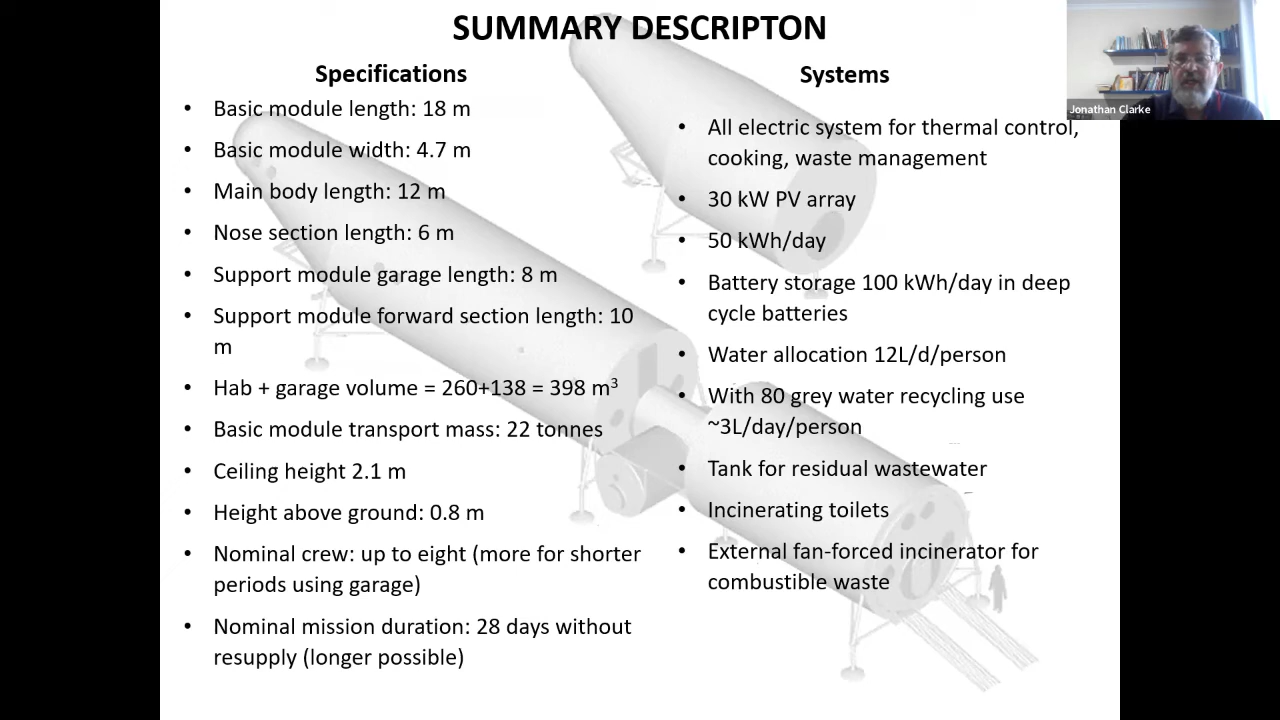 SUMMARY DESCRIPTON
Specifications
• Basic module length: 18 m
• Basic module width: 4.7 m
• Main body length: 12 m
• Nose section length: 6 m
• Support module garage length: 8 m
• Support module forward section length: 10
m
• Hab + garage volume = 260+138 = 398 m³
• Basic module transport mass: 22 tonnes
• Ceiling height 2.1 m
• Height above ground: 0.8 m
• Nominal crew: up to eight (more for shorter
periods using garage)
• Nominal mission duration: 28 days without
resupply (longer possible)
Systems
• All electric system for thermal control,
cooking, waste management
• 30 kW PV array
• 50 kWh/day
• Battery storage 100 kWh/day in deep
cycle batteries
• Water allocation 12L/d/person
• With 80 grey water recycling use
~3L/day/person
• Tank for residual wastewater
• Incinerating toilets
• External fan-forced incinerator for
combustible waste
Jonathan Clarke